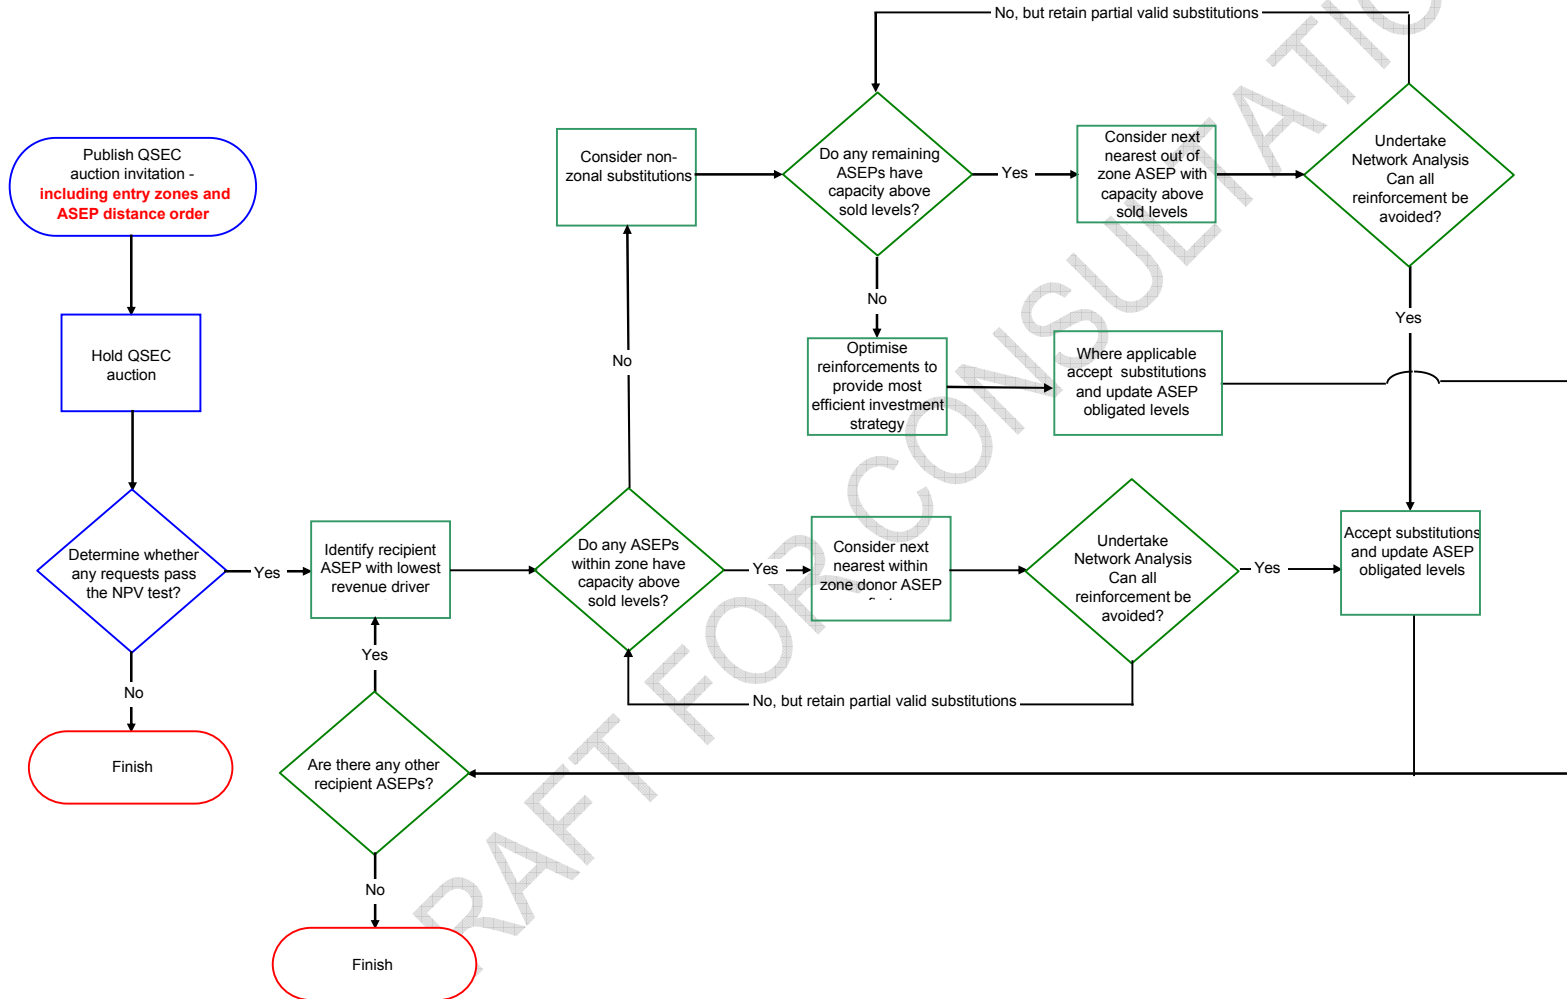 No, but retain partial valid substitutions
Publish QSEC
auction invitation -
including entry zones and
ASEP distance order
Consider non-
zonal substitutions
Do any remaining
ASEPs have
capacity above
sold levels?
Yes
Consider next
nearest out of
zone ASEP with
capacity above
sold levels
Undertake
Network Analysis
Can all
reinforcement be
avoided?
No
Yes
Hold QSEC
auction
No
Optimise
reinforcements to
provide most
efficient investment
strategy
Where applicable
accept substitutions
and update ASEP
obligated levels
Determine whether
any requests pass
the NPV test?
Yes
Identify recipient
ASEP with lowest
revenue driver
Do any ASEPs
within zone have
capacity above
sold levels?
Yes
Consider next
nearest within
zone donor ASEP
Undertake
Network Analysis
Can all
reinforcement be
avoided?
Yes
Accept substitutions
and update ASEP
obligated levels
Yes
No
No, but retain partial valid substitutions
Finish
Are there any other
recipient ASEPs?
No
Finish
DRAFT FOR CONSULTATIO